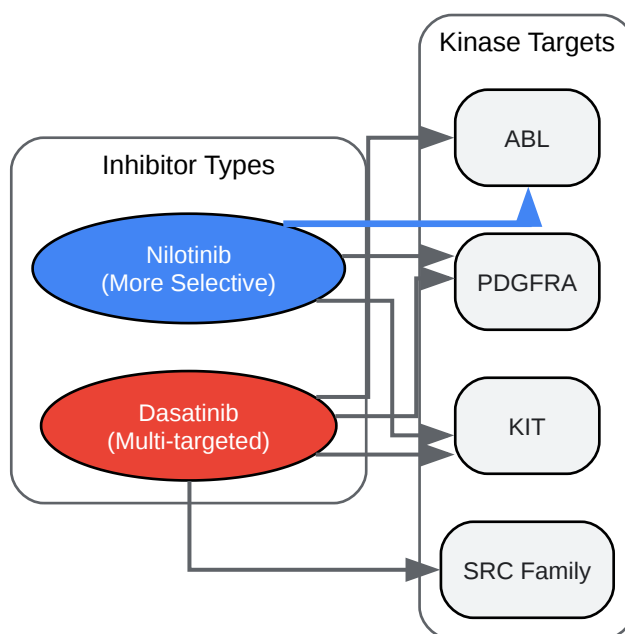 Kinase Targets
ABL
Inhibitor Types
Nilotinib
(More Selective)
PDGFRA
Dasatinib
(Multi-targeted)
KIT
SRC Family